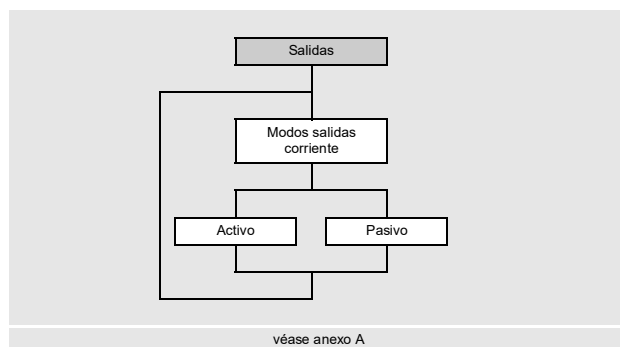 Salidas
Modos salidas
corriente
Activo
Pasivo
véase anexo A